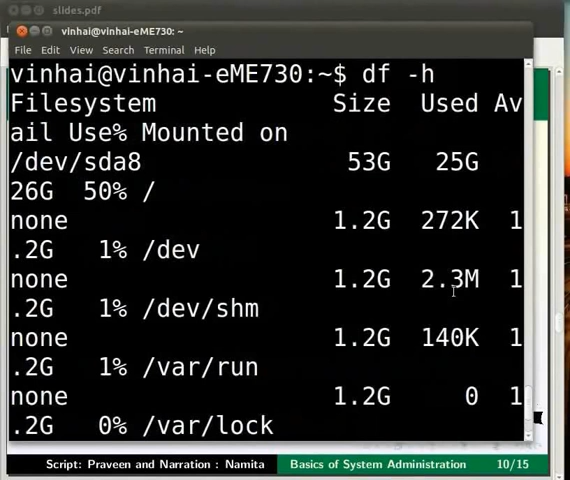 slides.pdf
vinhai@vinhai-eME730: ~
File Edit View Search Terminal Help
vinhai@vinhai-eME730:~$ df -h
Filesystem Size Used Av
ail Use% Mounted on
/dev/sda8 53G 25G
26G 50% /
none 1.2G 272K 1
.2G 1% /dev
none 1.2G 2.3M 1
.2G 1% /dev/shm
none 1.2G 140K 1
.2G 1% /var/run
none 1.2G 0 1
.2G 0% /var/lock
Script: Praveen and Narration : Namita Basics of System Administration 10/15